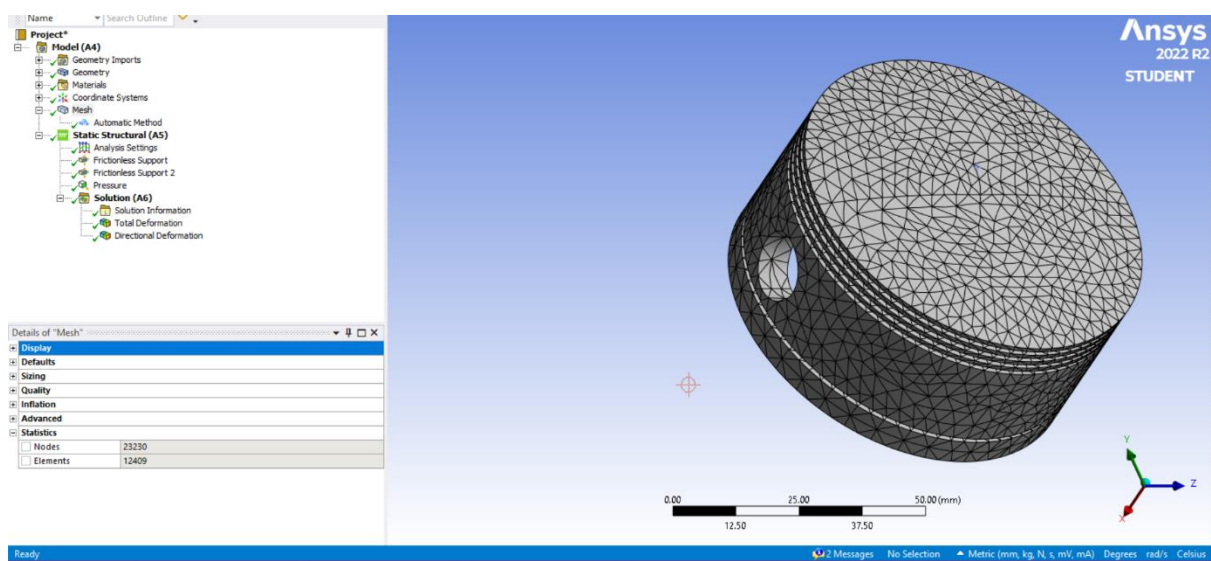 Name Search Outline
Project*
Model (A4)
Geometry Imports
Geometry
Materials
Coordinate Systems
Mesh
Automatic Method
Static Structural (A5)
Analysis Settings
Frictionless Support
Frictionless Support 2
Pressure
Solution (A6)
Solution Information
Total Deformation
Directional Deformation
Details of "Mesh"
Display
Defaults
Sizing
Quality
Inflation
Advanced
Statistics
Nodes 23230
Elements 12409
Ansys
2022 R2
STUDENT
0.00 25.00 50.00 (mm)
12.50 37.50
Y
Z
X
Ready 2 Messages No Selection Metric (mm, kg, N, s, mV, mA) Degrees rad/s Celsius